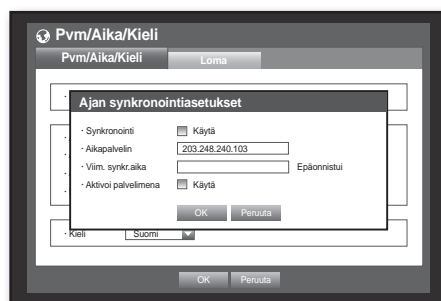 Pvm/Aika/Kieli
Pvm/Aika/Kieli Loma
Ajan synkronointiasetukset
· Synkronointi Käytä
· Aikapalvelin 203.248.240.103
· Viim. synkr.aika Epäonnistui
· Aktivoi palvelimena Käytä
OK Peruuta
· Kieli Suomi
OK Peruuta